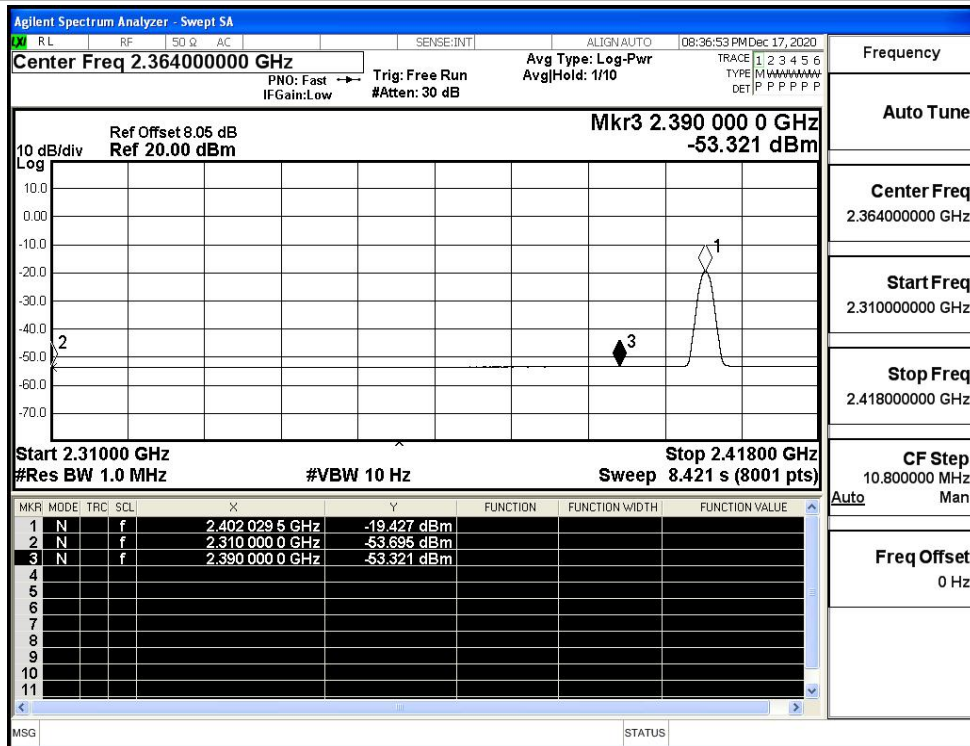 Agilent Spectrum Analyzer - Swept SA
LXI RL RF 50 Ω AC SENSE:INT ALIGN AUTO 08:36:53 PM Dec 17, 2020
Center Freq 2.364000000 GHz
PNO: Fast
IFGain:Low
Trig: Free Run
#Atten: 30 dB
Avg Type: Log-Pwr
Avg|Hold: 1/10
TRACE 1 2 3 4 5 6
TYPE M W W W W W
DET P P P P P P
Ref Offset 8.05 dB
10 dB/div Ref 20.00 dBm
Log
Mkr3 2.390 000 0 GHz
-53.321 dBm
10.0
0.00
-10.0
-20.0
-30.0
-40.0
-50.0
-60.0
-70.0
1
2
3
Start 2.31000 GHz Stop 2.41800 GHz
#Res BW 1.0 MHz #VBW 10 Hz Sweep 8.421 s (8001 pts)
MKR MODE TRC SCL X Y FUNCTION FUNCTION WIDTH FUNCTION VALUE
1 N f 2.402 029 5 GHz -19.427 dBm
2 N f 2.310 000 0 GHz -53.695 dBm
3 N f 2.390 000 0 GHz -53.321 dBm
4
5
6
7
8
9
10
11
MSG STATUS
Frequency
Auto Tune
Center Freq
2.364000000 GHz
Start Freq
2.310000000 GHz
Stop Freq
2.418000000 GHz
CF Step
10.800000 MHz
Auto Man
Freq Offset
0 Hz